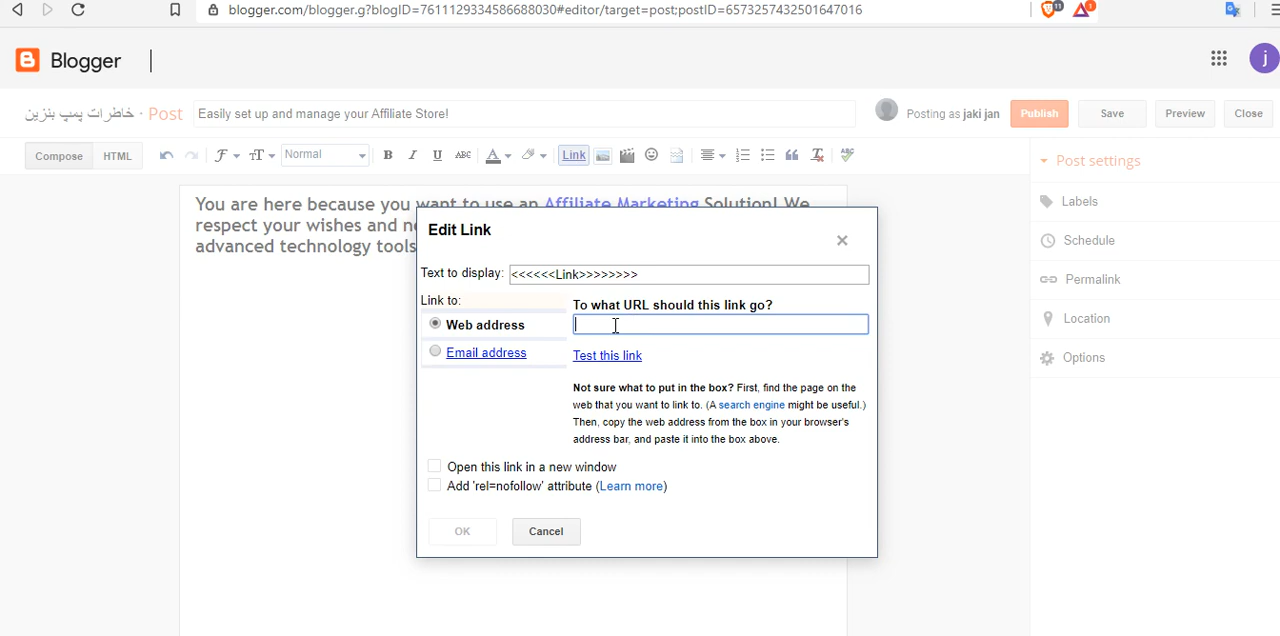 blogger.com/blogger.g?blogID=7611129334586688030#editor/target=post;postID=6573257432501647016
11
1
Blogger
j
خاطرات پمپ بنزین · Post
Easily set up and manage your Affiliate Store!
Posting as jaki jan
Publish
Save
Preview
Close
Compose
HTML
Normal
B I U ABC A
Link
Post settings
Labels
Schedule
Permalink
Location
Options
You are here because you want to use an Affiliate Marketing Solution! We
respect your wishes and
advanced technology tools
Edit Link
Text to display: <<<<<<Link>>>>>>>>
Link to:
Web address
Email address
To what URL should this link go?
Test this link
Not sure what to put in the box? First, find the page on the
web that you want to link to. (A search engine might be useful.)
Then, copy the web address from the box in your browser's
address bar, and paste it into the box above.
Open this link in a new window
Add 'rel=nofollow' attribute (Learn more)
OK
Cancel